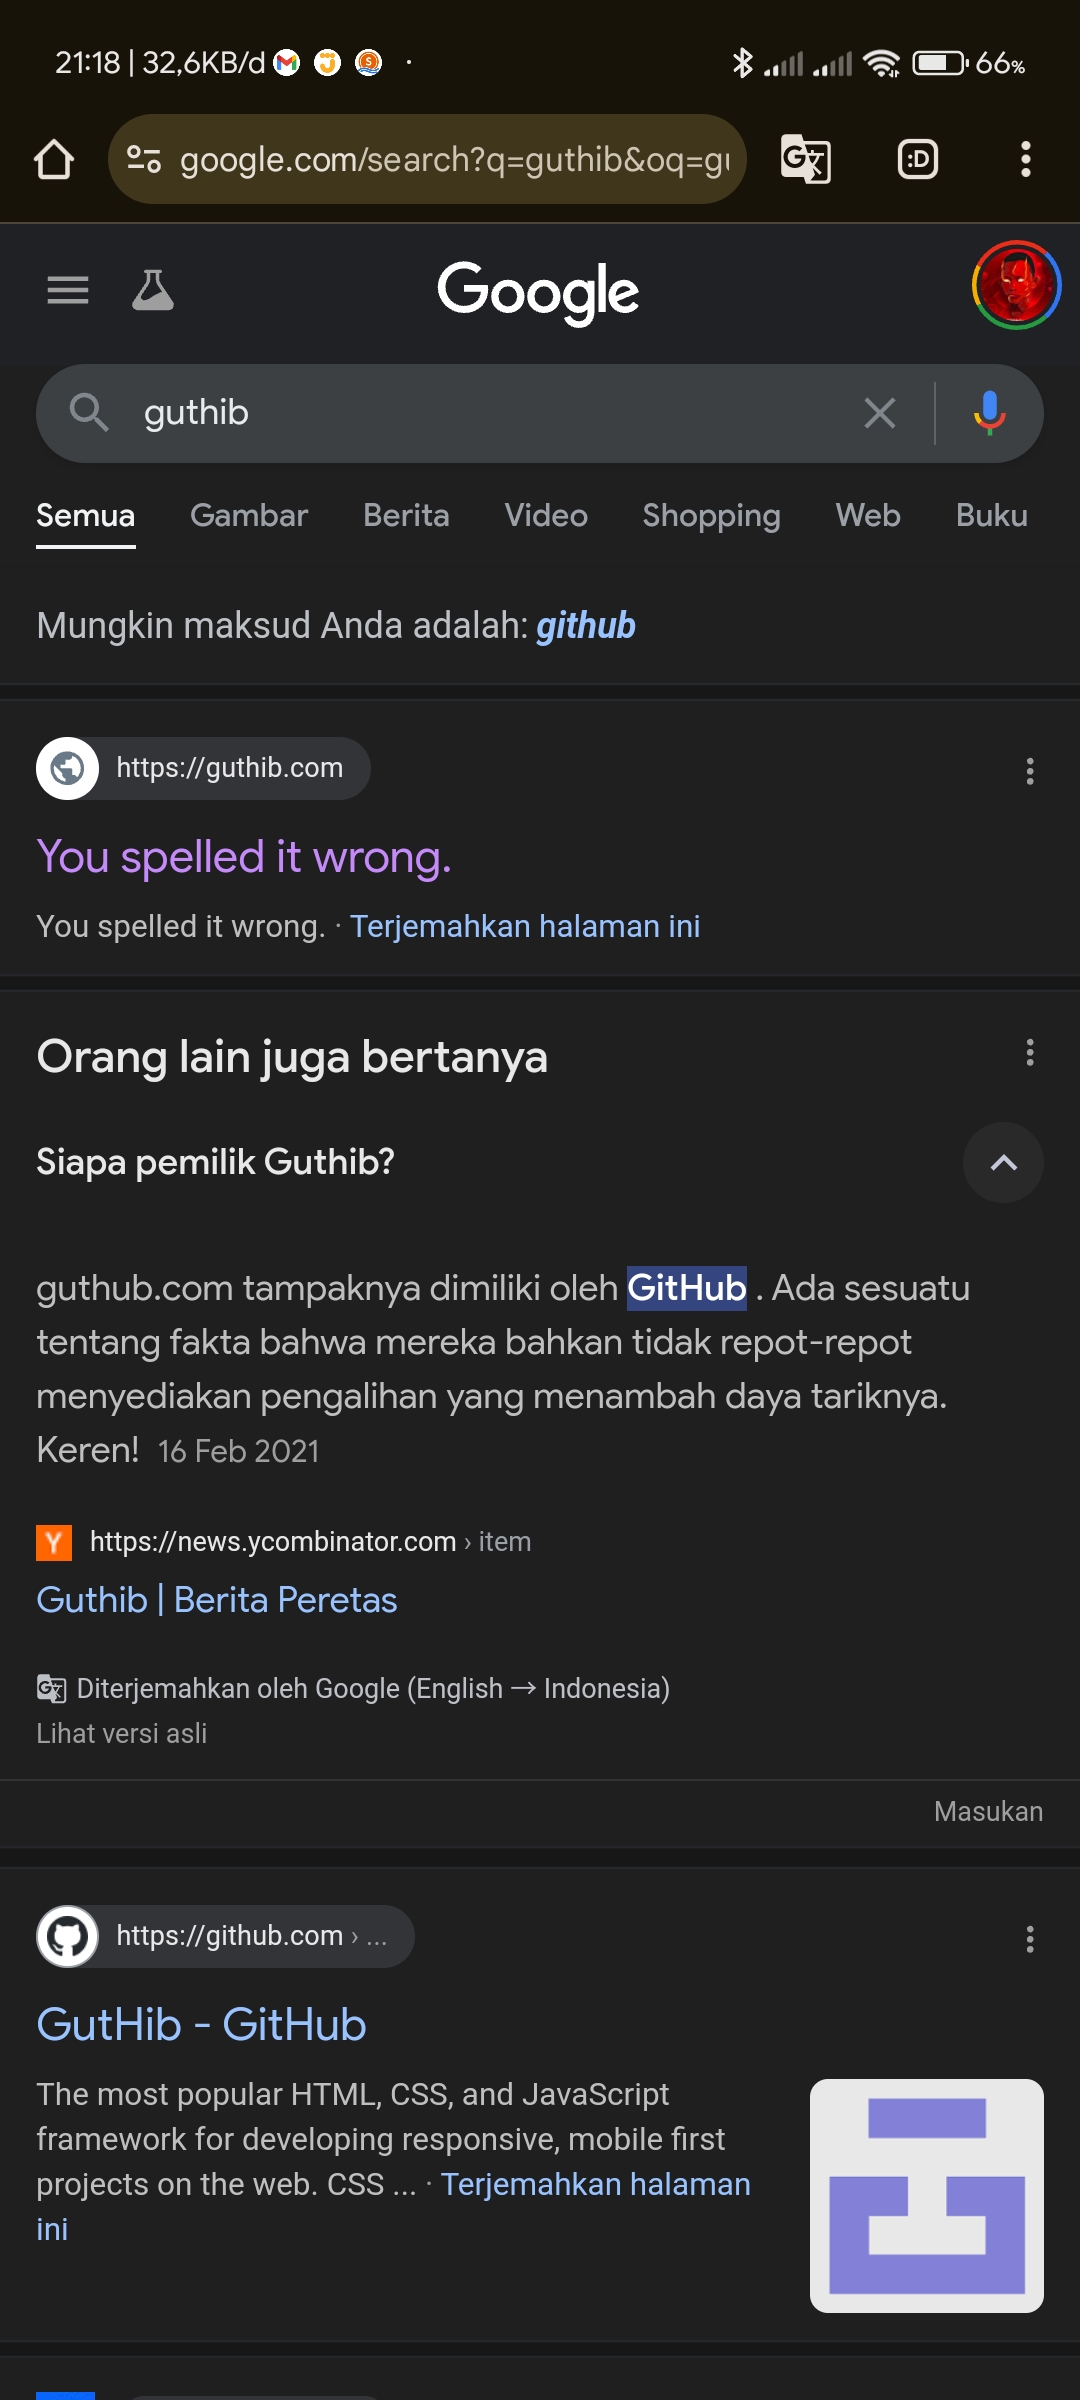 21:18 | 32,6KB/d
66%
google.com/search?q=guthib&oq=gu
:D
Google
guthib
Semua Gambar Berita Video Shopping Web Buku
Mungkin maksud Anda adalah: github
https://guthib.com
You spelled it wrong.
You spelled it wrong. · Terjemahkan halaman ini
Orang lain juga bertanya
Siapa pemilik Guthib?
guthub.com tampaknya dimiliki oleh GitHub . Ada sesuatu
tentang fakta bahwa mereka bahkan tidak repot-repot
menyediakan pengalihan yang menambah daya tariknya.
Keren! 16 Feb 2021
Y https://news.ycombinator.com › item
Guthib | Berita Peretas
Diterjemahkan oleh Google (English → Indonesia)
Lihat versi asli
Masukan
https://github.com › ...
GutHib - GitHub
The most popular HTML, CSS, and JavaScript
framework for developing responsive, mobile first
projects on the web. CSS ... · Terjemahkan halaman
ini